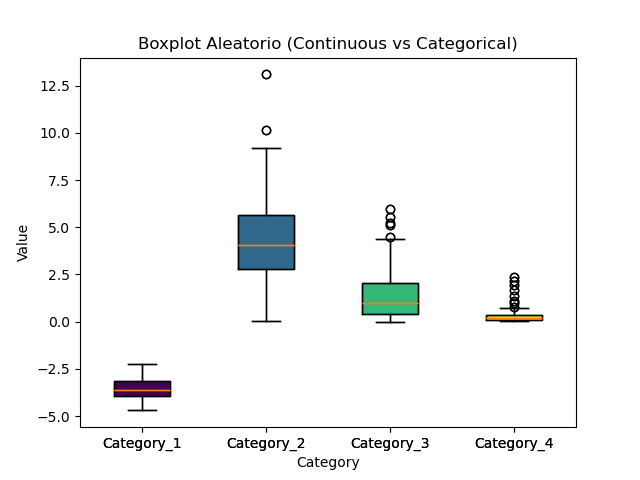 Boxplot Aleatorio (Continuous vs Categorical)
12.5
10.0
7.5
5.0
2.5
0.0
−2.5
−5.0
Value
Category_1 Category_2 Category_3 Category_4
Category